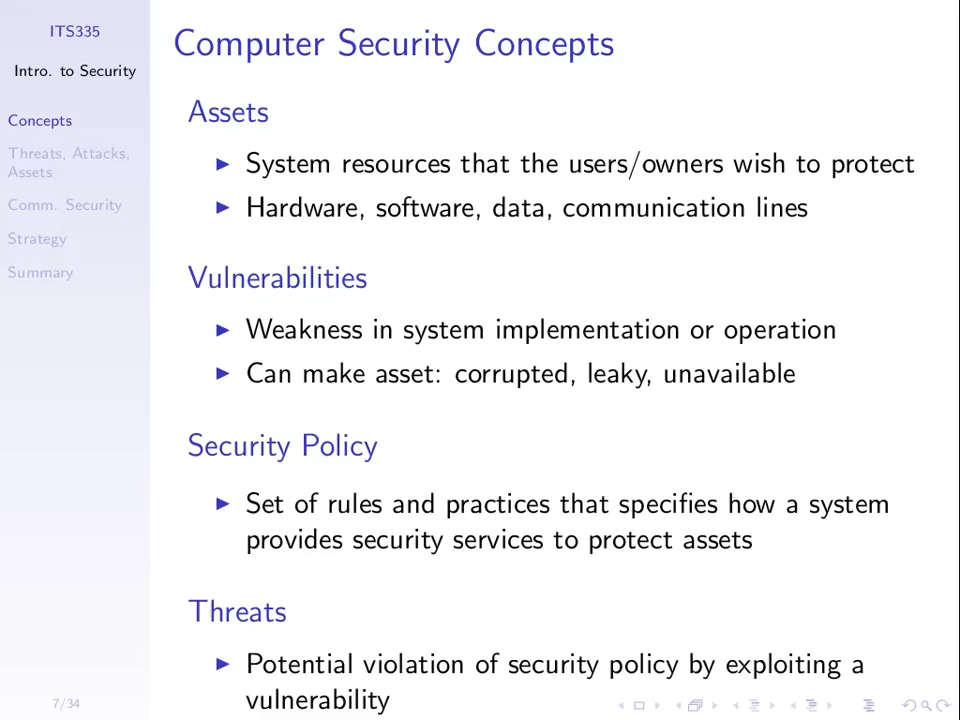 ITS335
Intro. to Security
Concepts
Threats, Attacks,
Assets
Comm. Security
Strategy
Summary
7/34
Computer Security Concepts
Assets
System resources that the users/owners wish to protect
Hardware, software, data, communication lines
Vulnerabilities
Weakness in system implementation or operation
Can make asset: corrupted, leaky, unavailable
Security Policy
Set of rules and practices that specifies how a system
provides security services to protect assets
Threats
Potential violation of security policy by exploiting a
vulnerability